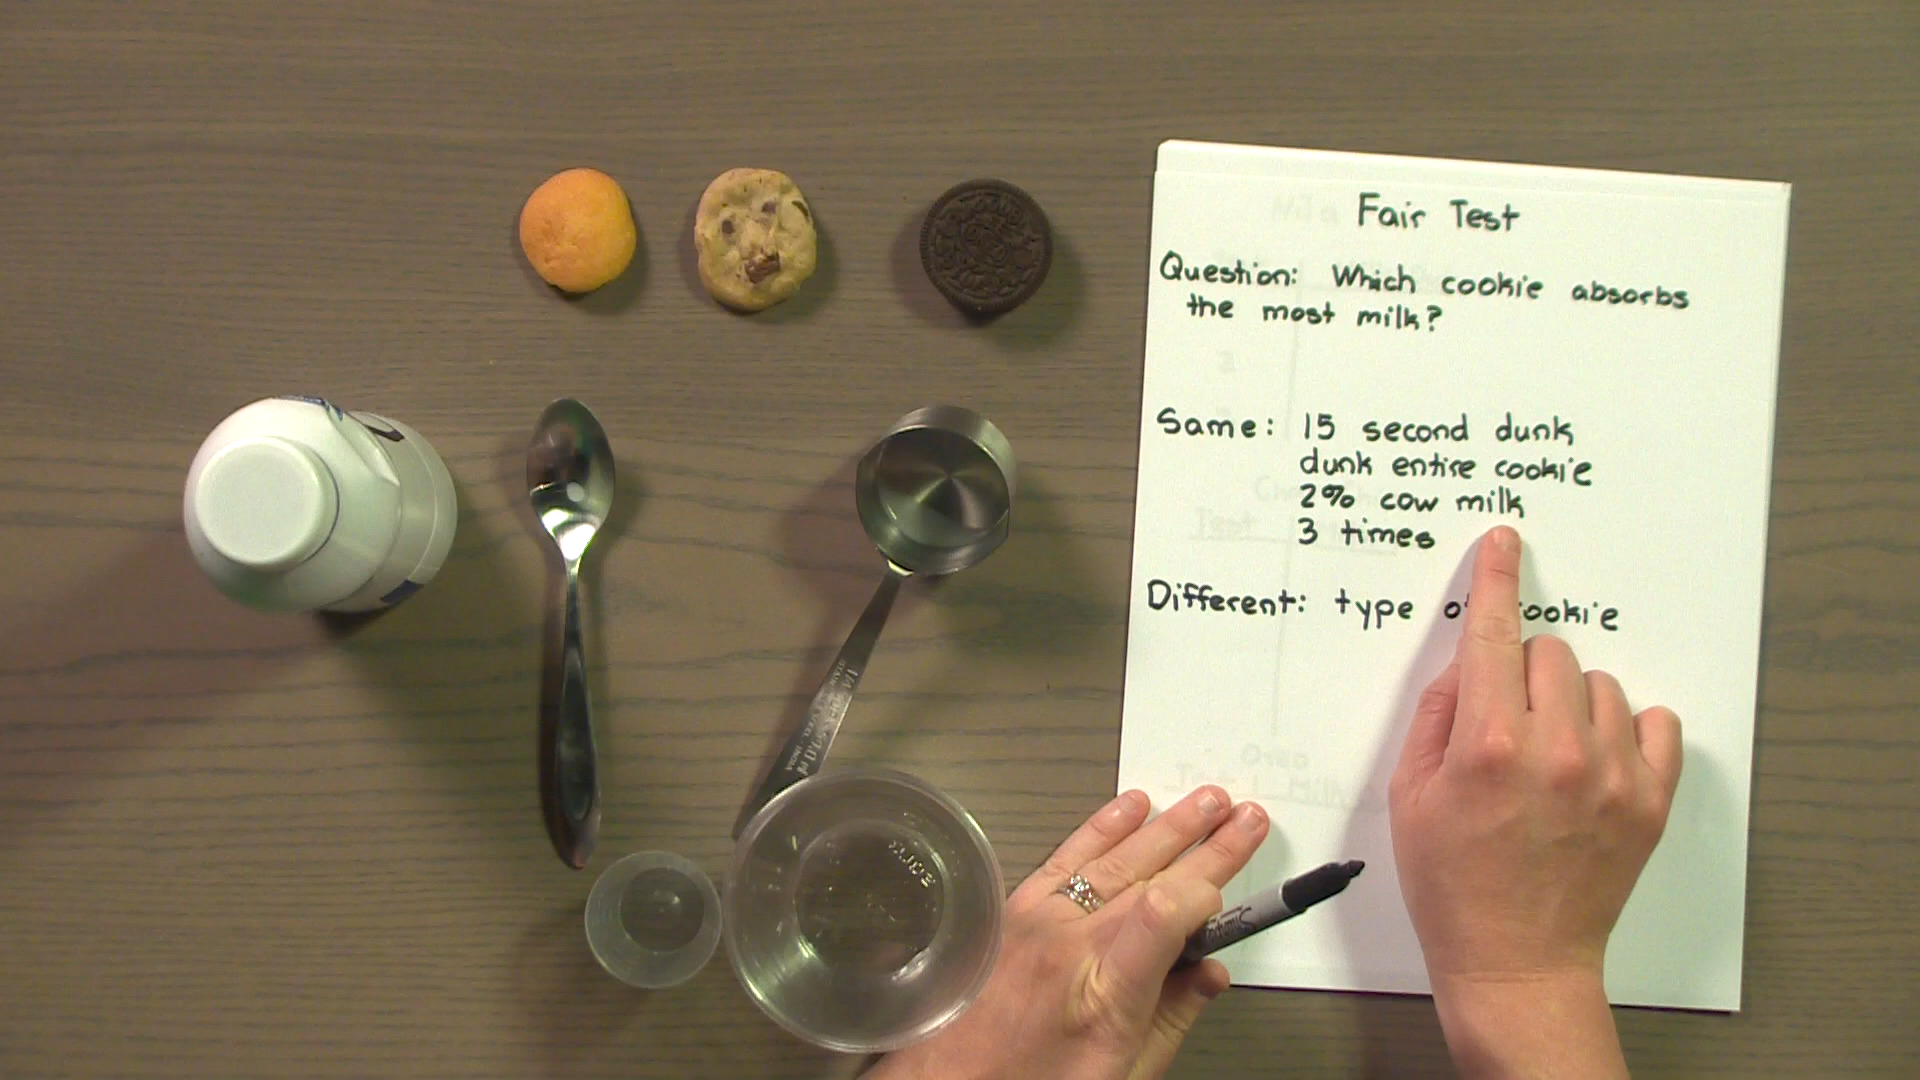 Fair Test
Question: Which cookie absorbs
the most milk?
Same: 15 second dunk
dunk entire cookie
2% cow milk
3 times
Different: type of cookie